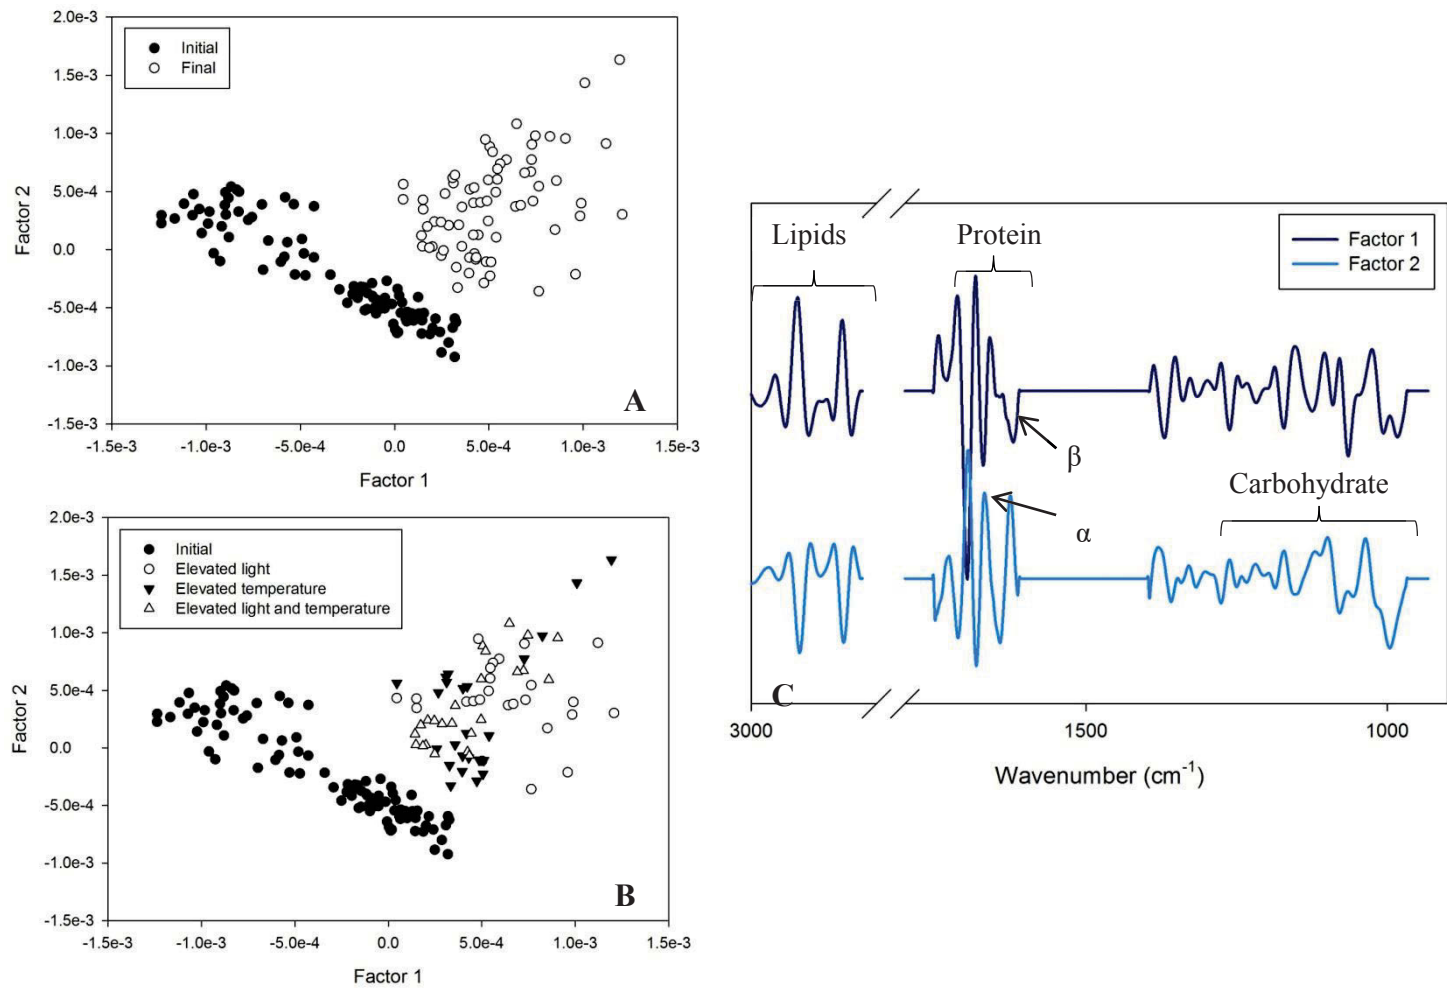 2.0e-3
1.5e-3
1.0e-3
5.0e-4
0.0
-5.0e-4
-1.0e-3
-1.5e-3
Factor 2
Initial
Final
A
-1.5e-3 -1.0e-3 -5.0e-4 0.0 5.0e-4 1.0e-3 1.5e-3
Factor 1
2.0e-3
1.5e-3
1.0e-3
5.0e-4
0.0
-5.0e-4
-1.0e-3
-1.5e-3
Factor 2
Initial
Elevated light
Elevated temperature
Elevated light and temperature
B
-1.5e-3 -1.0e-3 -5.0e-4 0.0 5.0e-4 1.0e-3 1.5e-3
Factor 1
Lipids
Protein
Factor 1
Factor 2
β
Carbohydrate
α
C
3000 1500 1000
Wavenumber (cm-1)